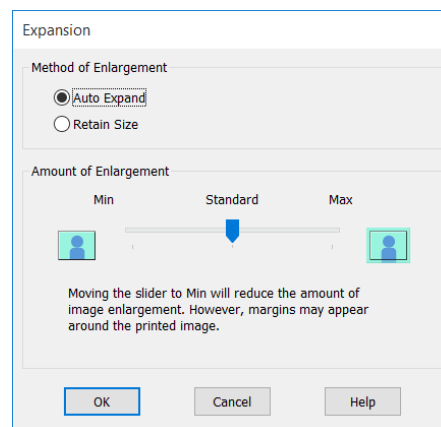 Expansion
Method of Enlargement
Auto Expand
Retain Size
Amount of Enlargement
Min Standard Max
Moving the slider to Min will reduce the amount of
image enlargement. However, margins may appear
around the printed image.
OK Cancel Help